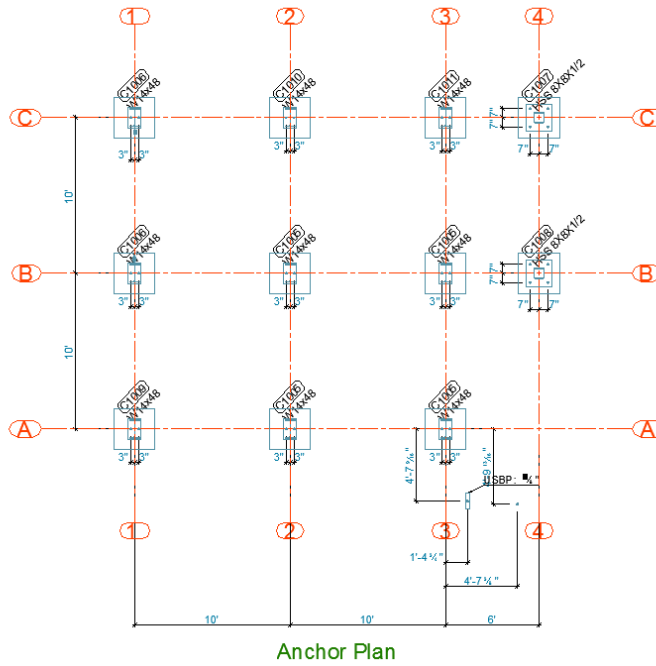 1 2 3 4
C1006 W14x48
C1010 W14x48
C1011 W14x48
C1007 HSS 8X8X1/2
C C
7" 7"
3" 3" 3" 3" 3" 3" 7" 7"
10'
C1006 W14x48
C1005 W14x48
C1005 W14x48
C1008 HSS 8X8X1/2
B B
7" 7"
3" 3" 3" 3" 3" 3" 7" 7"
10'
C1009 W14x48
C1005 W14x48
C1005 W14x48
A A
3" 3" 3" 3" 3" 3"
4'-7
USBP:
1 2 3 4
1'-4 ¾"
4'-7 ¼"
10' 10' 6'
Anchor Plan